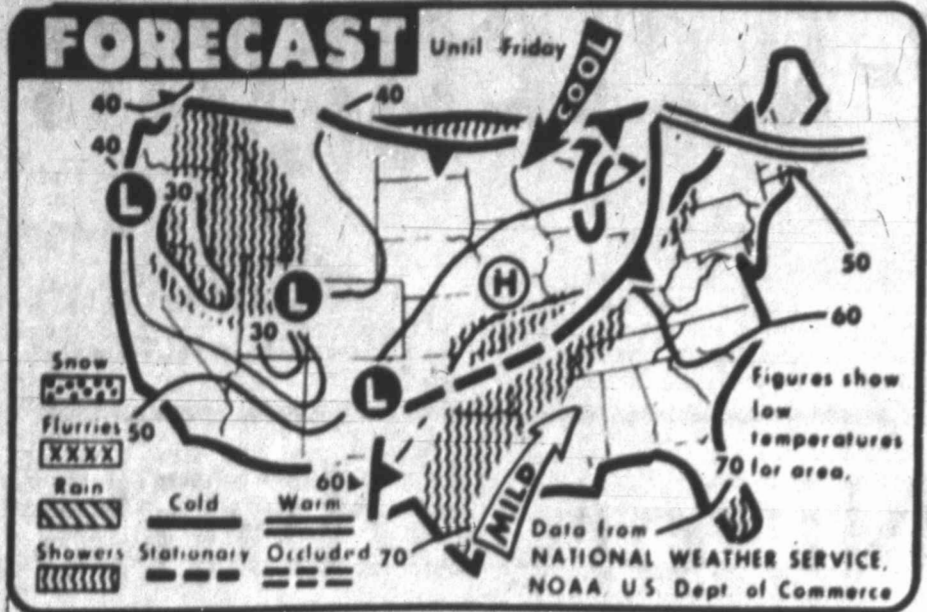 FORECAST Until Friday
COOL
40
40
40
L
30
L
30
H
50
60
L
Snow
Flurries 50
Rain
Showers
Cold
Warm
Stationary
Occluded
60
70
MILD
Figures show
low
temperatures
70 for area.
Data from
NATIONAL WEATHER SERVICE,
NOAA, U.S. Dept. of Commerce